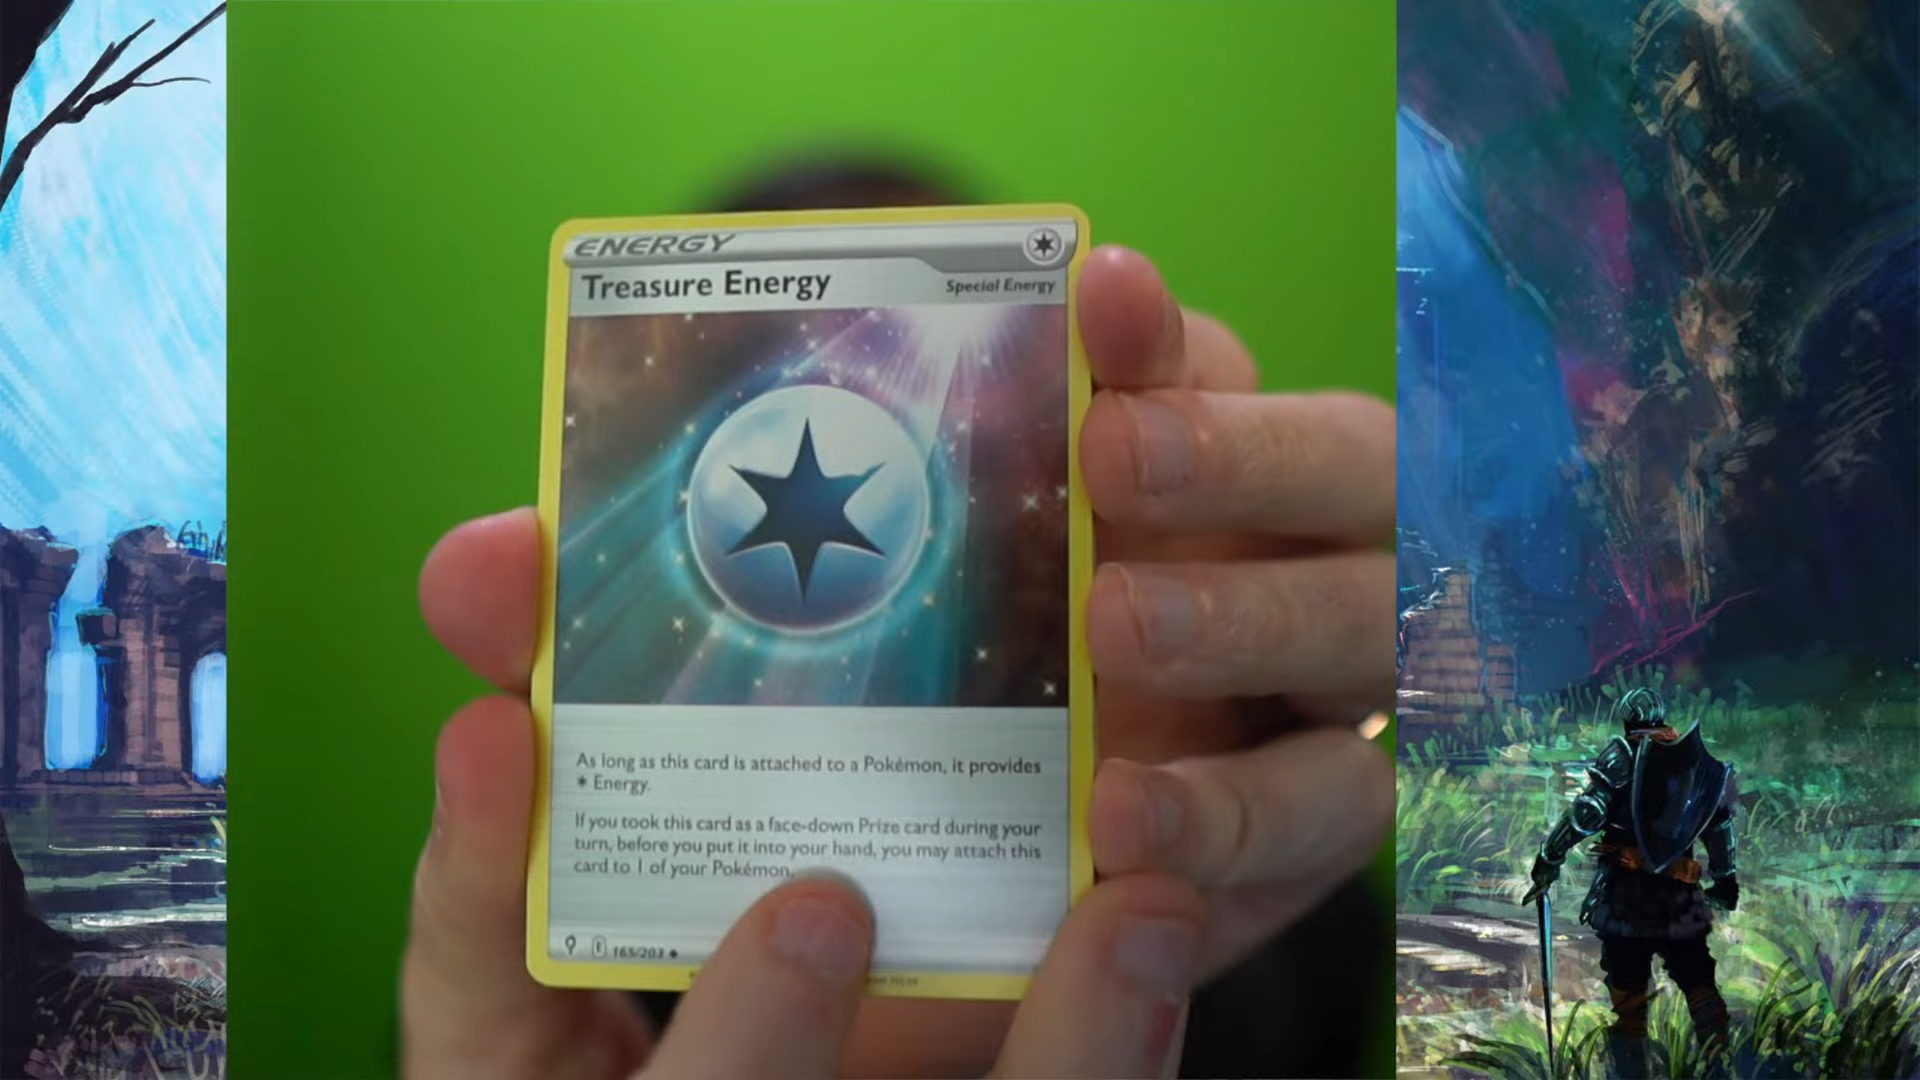 ENERGY
Treasure Energy
Special Energy
As long as this card is attached to a Pokémon, it provides
Energy.
If you took this card as a face-down Prize card during your
turn, before you put it into your hand, you may attach this
card to 1 of your Pokémon.
E 165/203